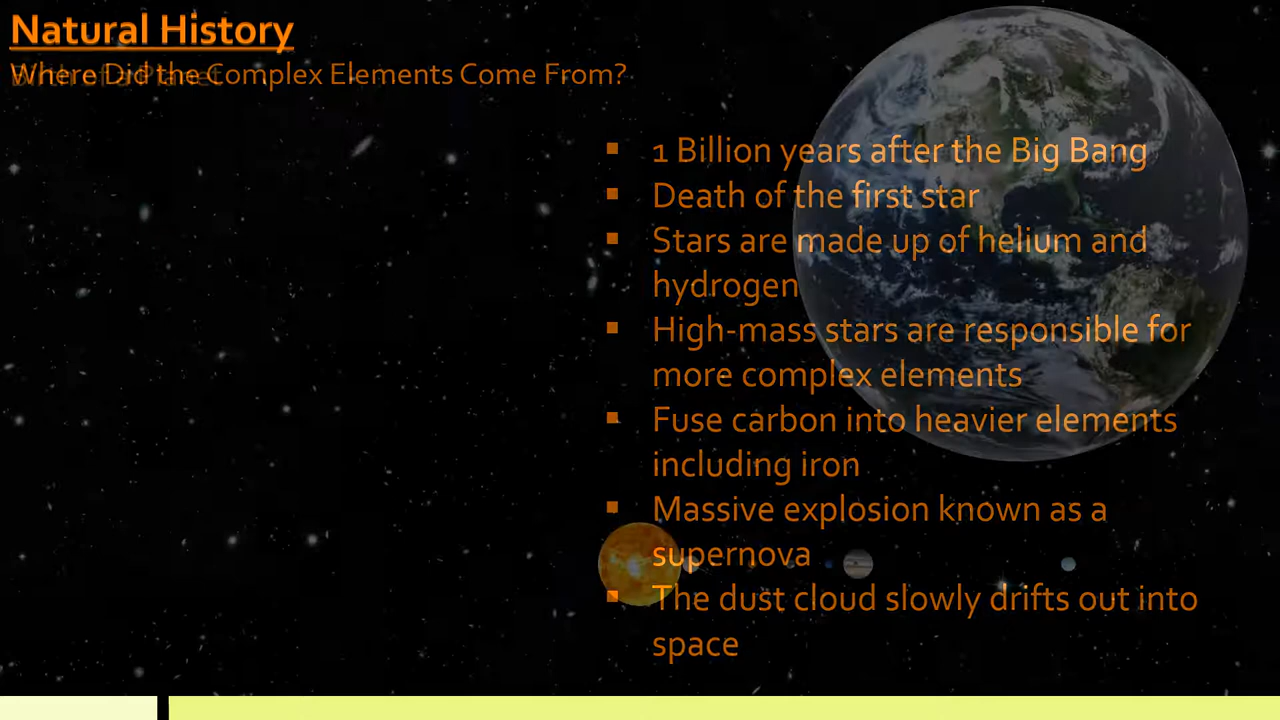 Natural History
Where Did the Complex Elements Come From?
Birth of a Planet
1 Billion years after the Big Bang
Death of the first star
Stars are made up of helium and
hydrogen
High-mass stars are responsible for
more complex elements
Fuse carbon into heavier elements
including iron
Massive explosion known as a
supernova
The dust cloud slowly drifts out into
space